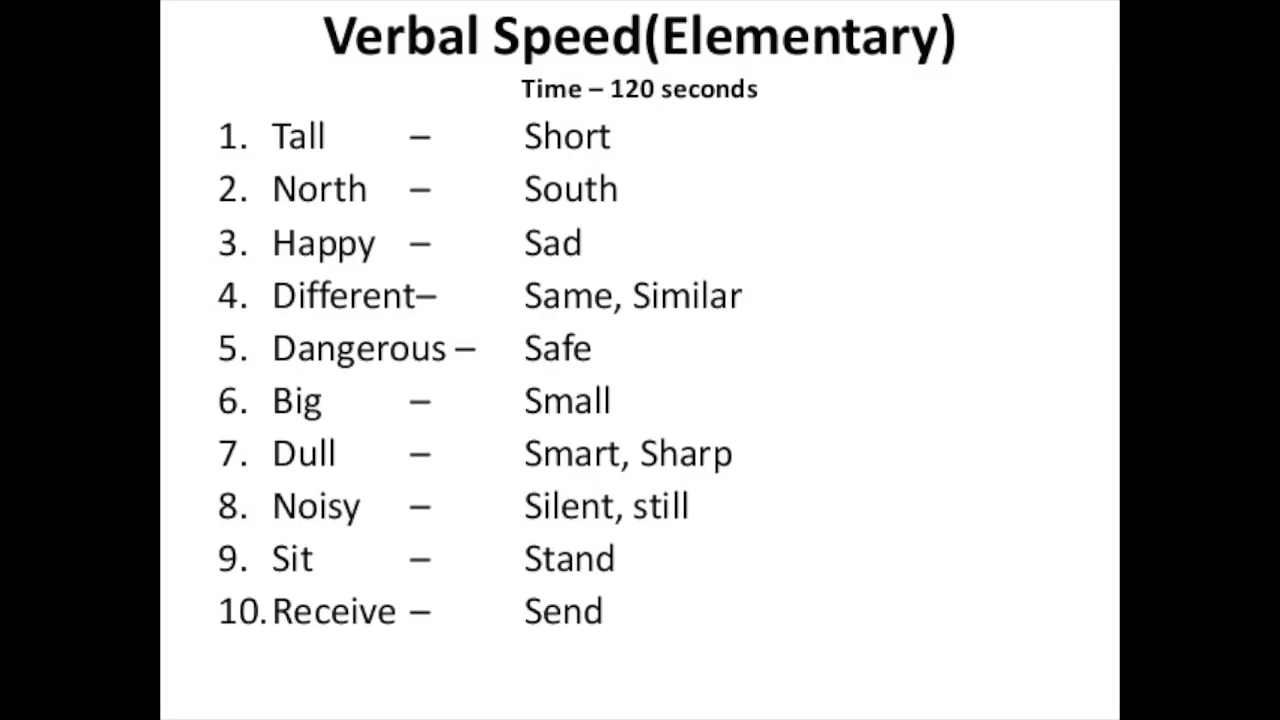 Verbal Speed(Elementary)
Time – 120 seconds
1. Tall – Short
2. North – South
3. Happy – Sad
4. Different– Same, Similar
5. Dangerous – Safe
6. Big – Small
7. Dull – Smart, Sharp
8. Noisy – Silent, still
9. Sit – Stand
10. Receive – Send